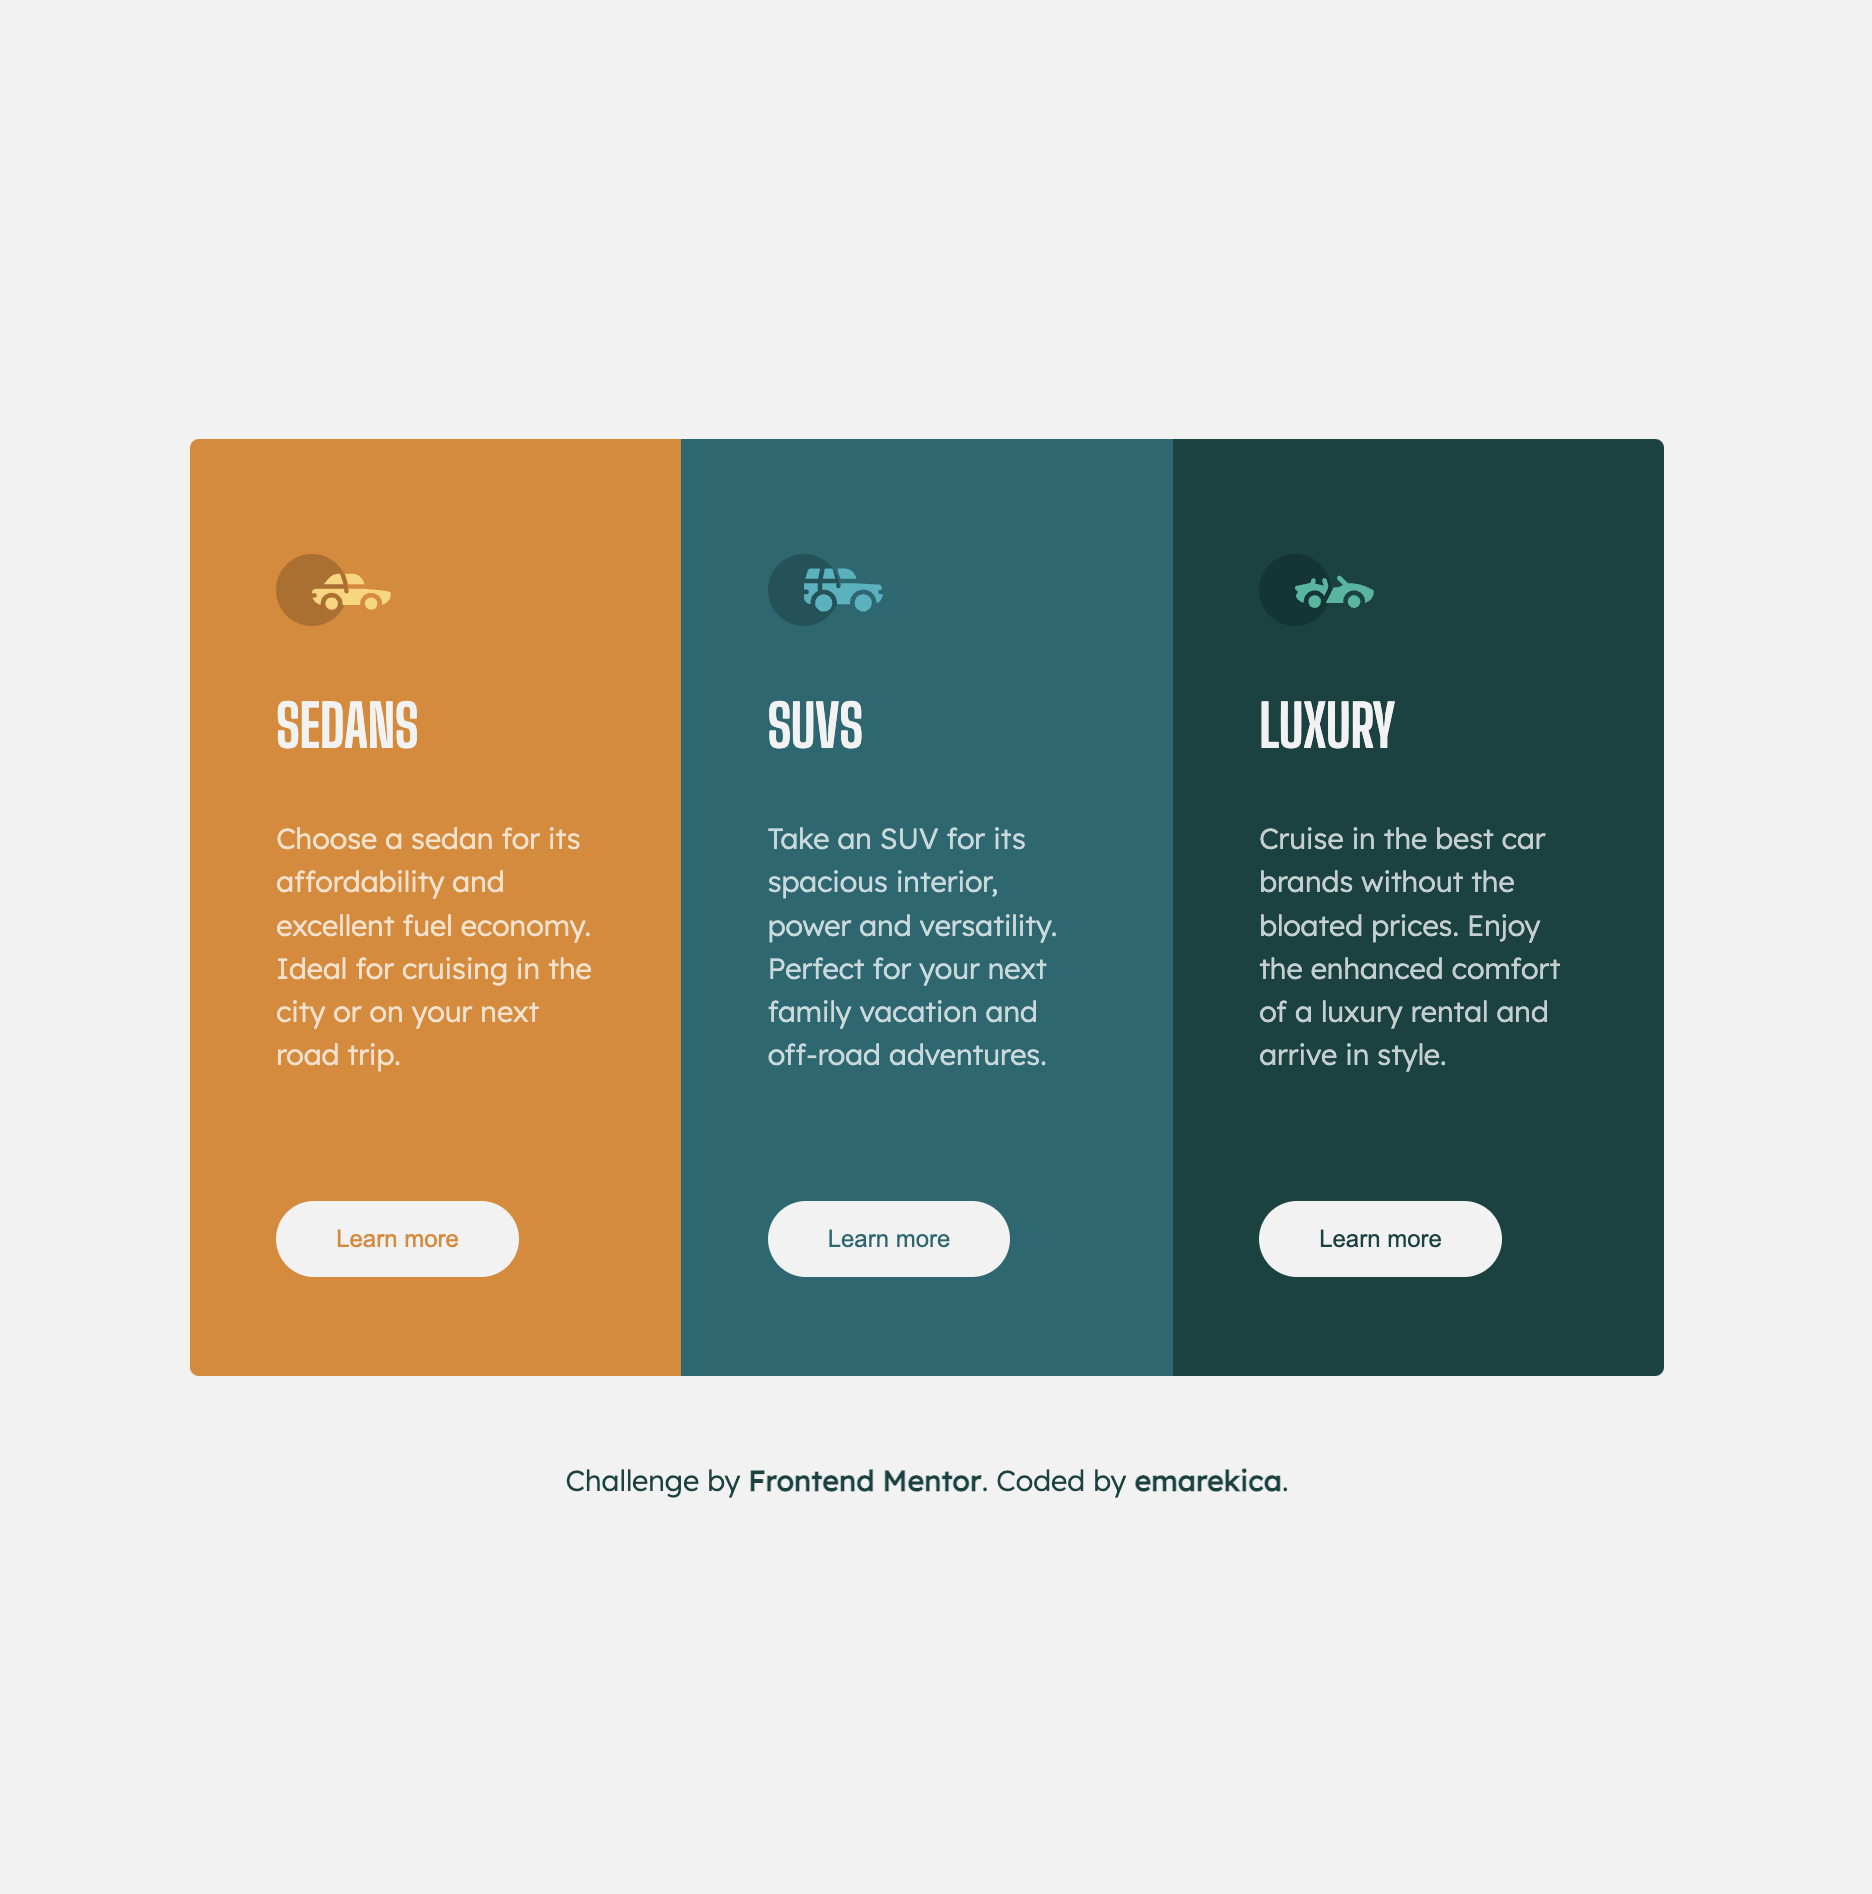 SEDANS
Choose a sedan for its
affordability and
excellent fuel economy.
Ideal for cruising in the
city or on your next
road trip.
Learn more
SUVS
Take an SUV for its
spacious interior,
power and versatility.
Perfect for your next
family vacation and
off-road adventures.
Learn more
LUXURY
Cruise in the best car
brands without the
bloated prices. Enjoy
the enhanced comfort
of a luxury rental and
arrive in style.
Learn more
Challenge by Frontend Mentor. Coded by emarekica.